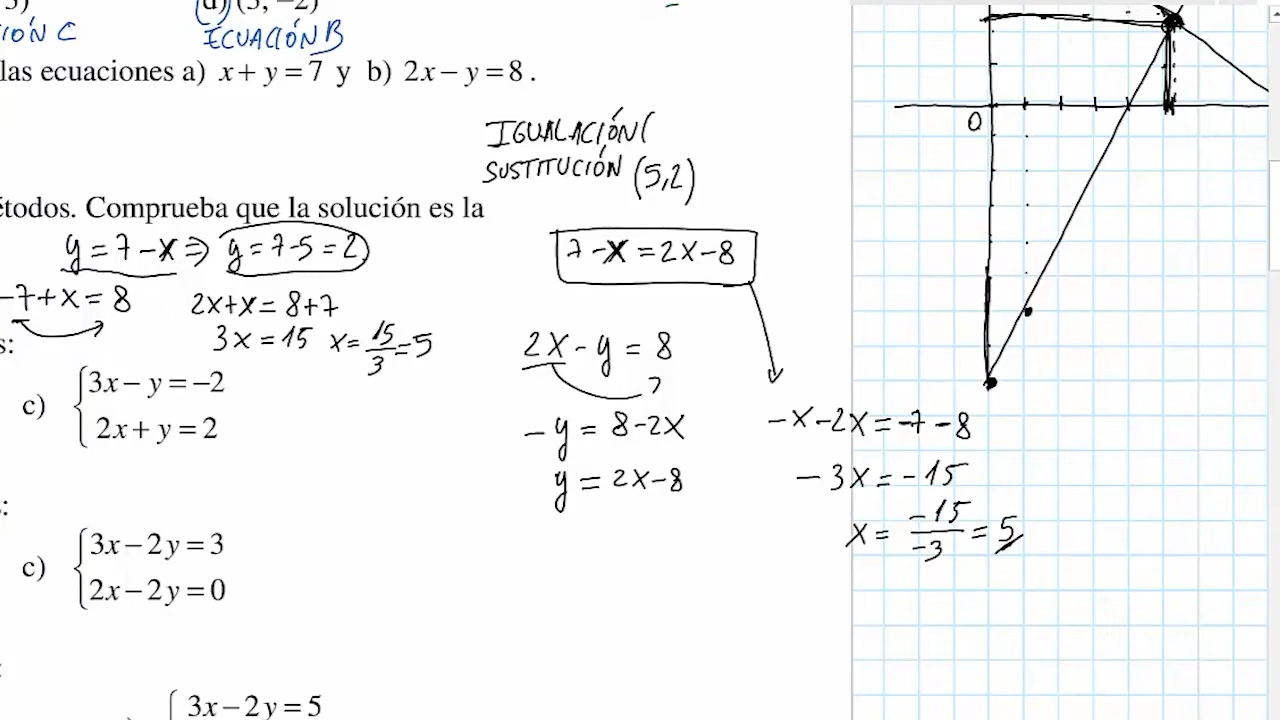 d) (3, −2)
IÓN C ECUACIÓN B
las ecuaciones a) x + y = 7 y b) 2x − y = 8.
IGUALACIÓN (
SUSTITUCIÓN (5,2)
étodos. Comprueba que la solución es la
y = 7 − x ⇒ y = 7 − 5 = 2
7 − x = 2x − 8
−7 + x = 8 2x + x = 8 + 7
s: 3x = 15 x = 15/3 = 5
2x − y = 8
c) { 3x − y = −2
2x + y = 2
− y = 8 − 2x
y = 2x − 8
−x − 2x = −7 − 8
−3x = −15
x = −15/−3 = 5
s:
c) { 3x − 2y = 3
2x − 2y = 0
:
{ 3x − 2y = 5
0